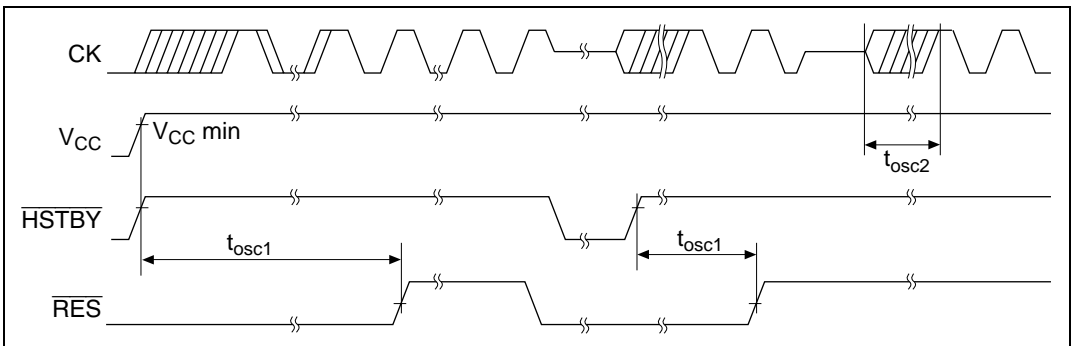 CK
VCC
VCC min
tosc2
HSTBY
tosc1
tosc1
RES